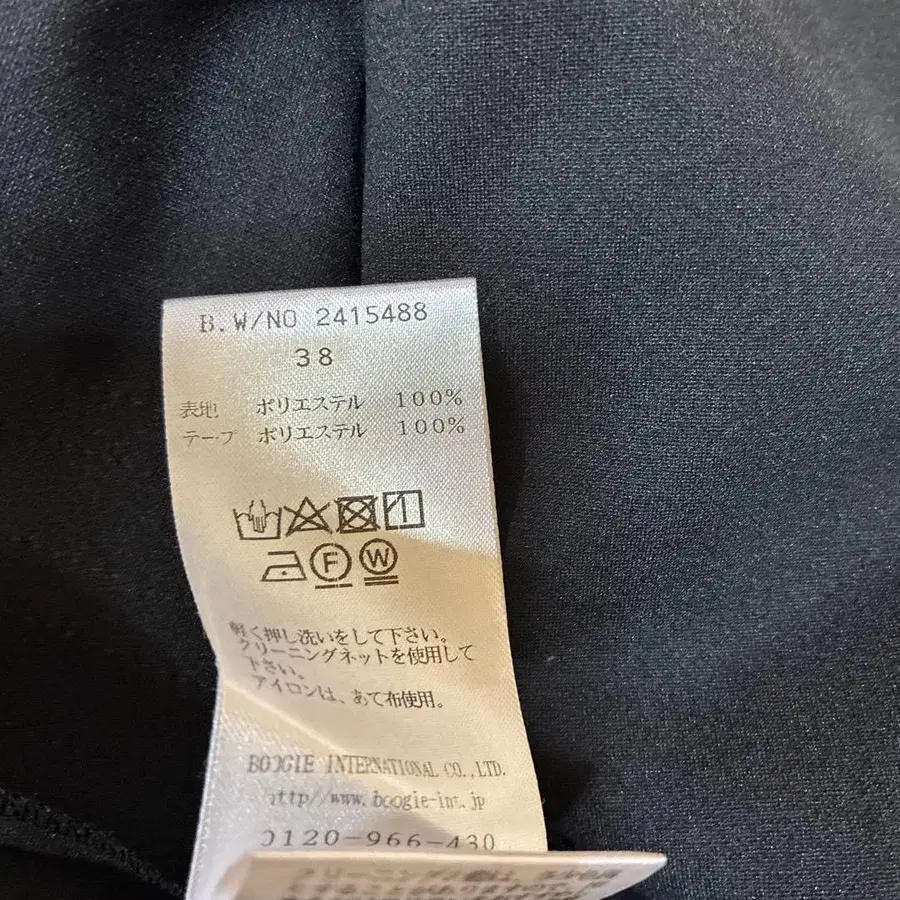 B.W/NO 2415488
38
表地 ポリエステル 100%
テープ ポリエステル 100%
F W
軽く押し洗いをして下さい。
クリーニングネットを使用して
下さい。
アイロンは、あて布使用。
BOOGIE INTERNATIONAL CO.,LTD.
http//www.boogie-int.jp
0120-966-430